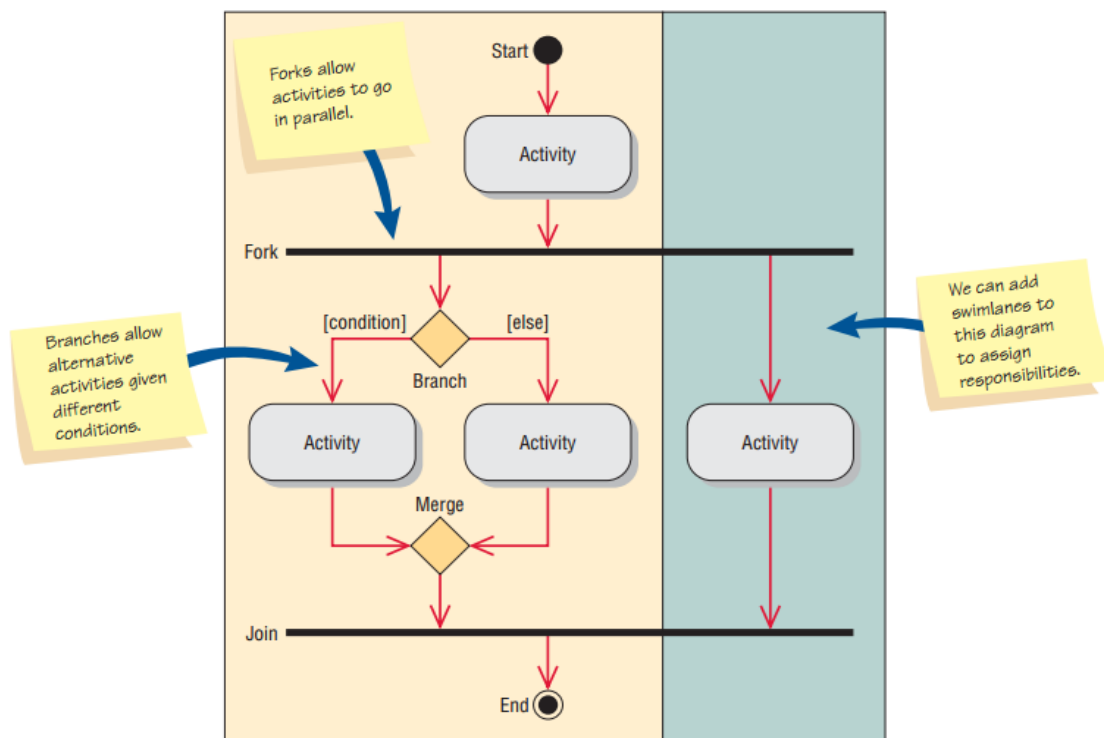 Start
Forks allow
activities to go
in parallel.
Activity
Fork
We can add
swimlanes to
this diagram
to assign
responsibilities.
[condition]
[else]
Branches allow
alternative
activities given
different
conditions.
Branch
Activity
Activity
Activity
Merge
Join
End